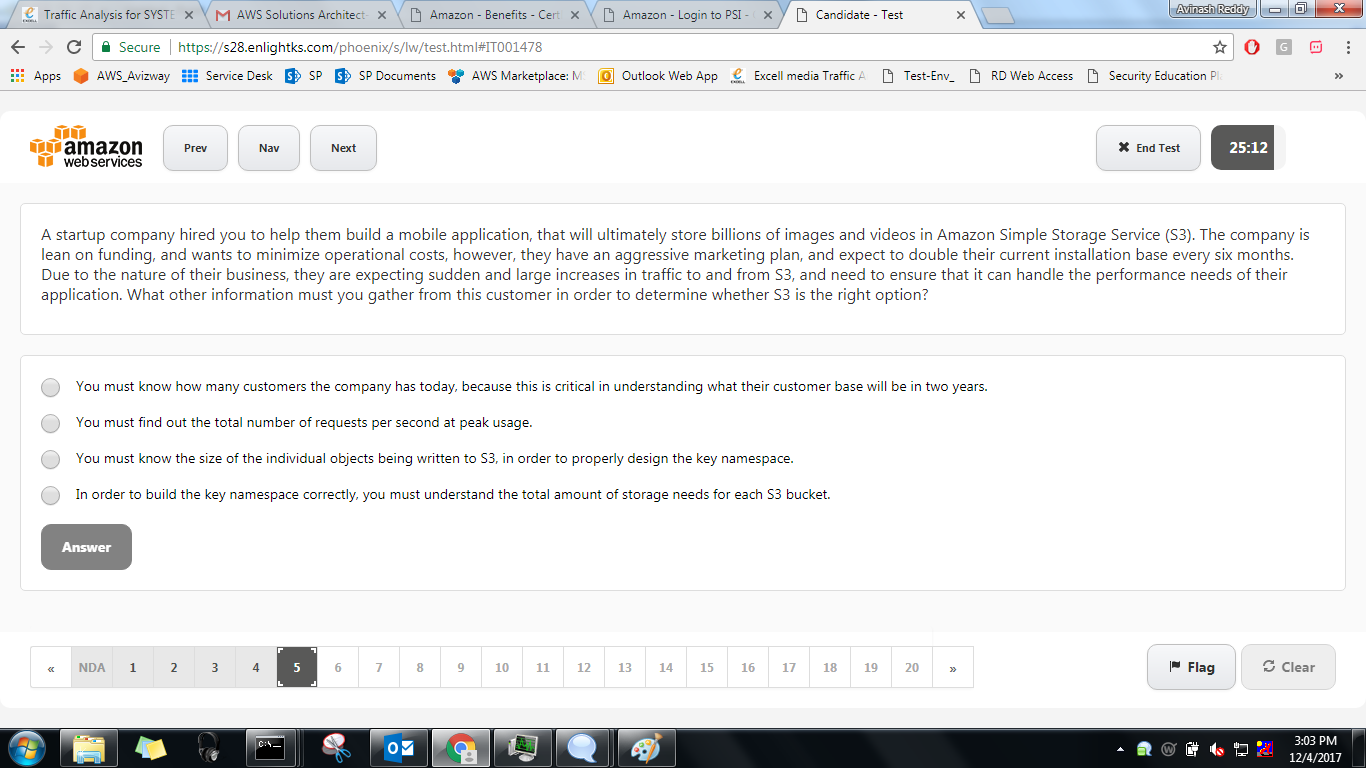 Traffic Analysis for SYSTE
AWS Solutions Architect-
Amazon - Benefits - Cert
Amazon - Login to PSI -
Candidate - Test
Avinash Reddy
Secure https://s28.enlightks.com/phoenix/s/lw/test.html#IT001478
Apps AWS_Avizway Service Desk SP SP Documents AWS Marketplace: M Outlook Web App Excell media Traffic A Test-Env_ RD Web Access Security Education Pl »
amazon
webservices
Prev Nav Next
End Test 25:12
A startup company hired you to help them build a mobile application, that will ultimately store billions of images and videos in Amazon Simple Storage Service (S3). The company is
lean on funding, and wants to minimize operational costs, however, they have an aggressive marketing plan, and expect to double their current installation base every six months.
Due to the nature of their business, they are expecting sudden and large increases in traffic to and from S3, and need to ensure that it can handle the performance needs of their
application. What other information must you gather from this customer in order to determine whether S3 is the right option?
You must know how many customers the company has today, because this is critical in understanding what their customer base will be in two years.
You must find out the total number of requests per second at peak usage.
You must know the size of the individual objects being written to S3, in order to properly design the key namespace.
In order to build the key namespace correctly, you must understand the total amount of storage needs for each S3 bucket.
Answer
« NDA 1 2 3 4 5 6 7 8 9 10 11 12 13 14 15 16 17 18 19 20 »
Flag Clear
3:03 PM
12/4/2017